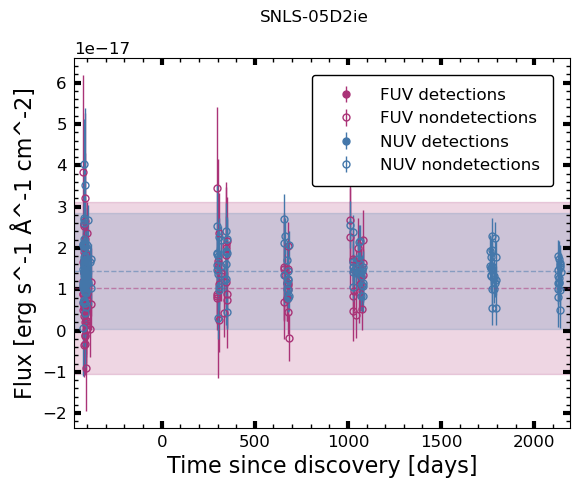 SNLS-05D2ie
1e−17
FUV detections
FUV nondetections
NUV detections
NUV nondetections
6
5
4
3
2
1
0
−1
−2
Flux [erg s^-1 Å^-1 cm^-2]
0 500 1000 1500 2000
Time since discovery [days]